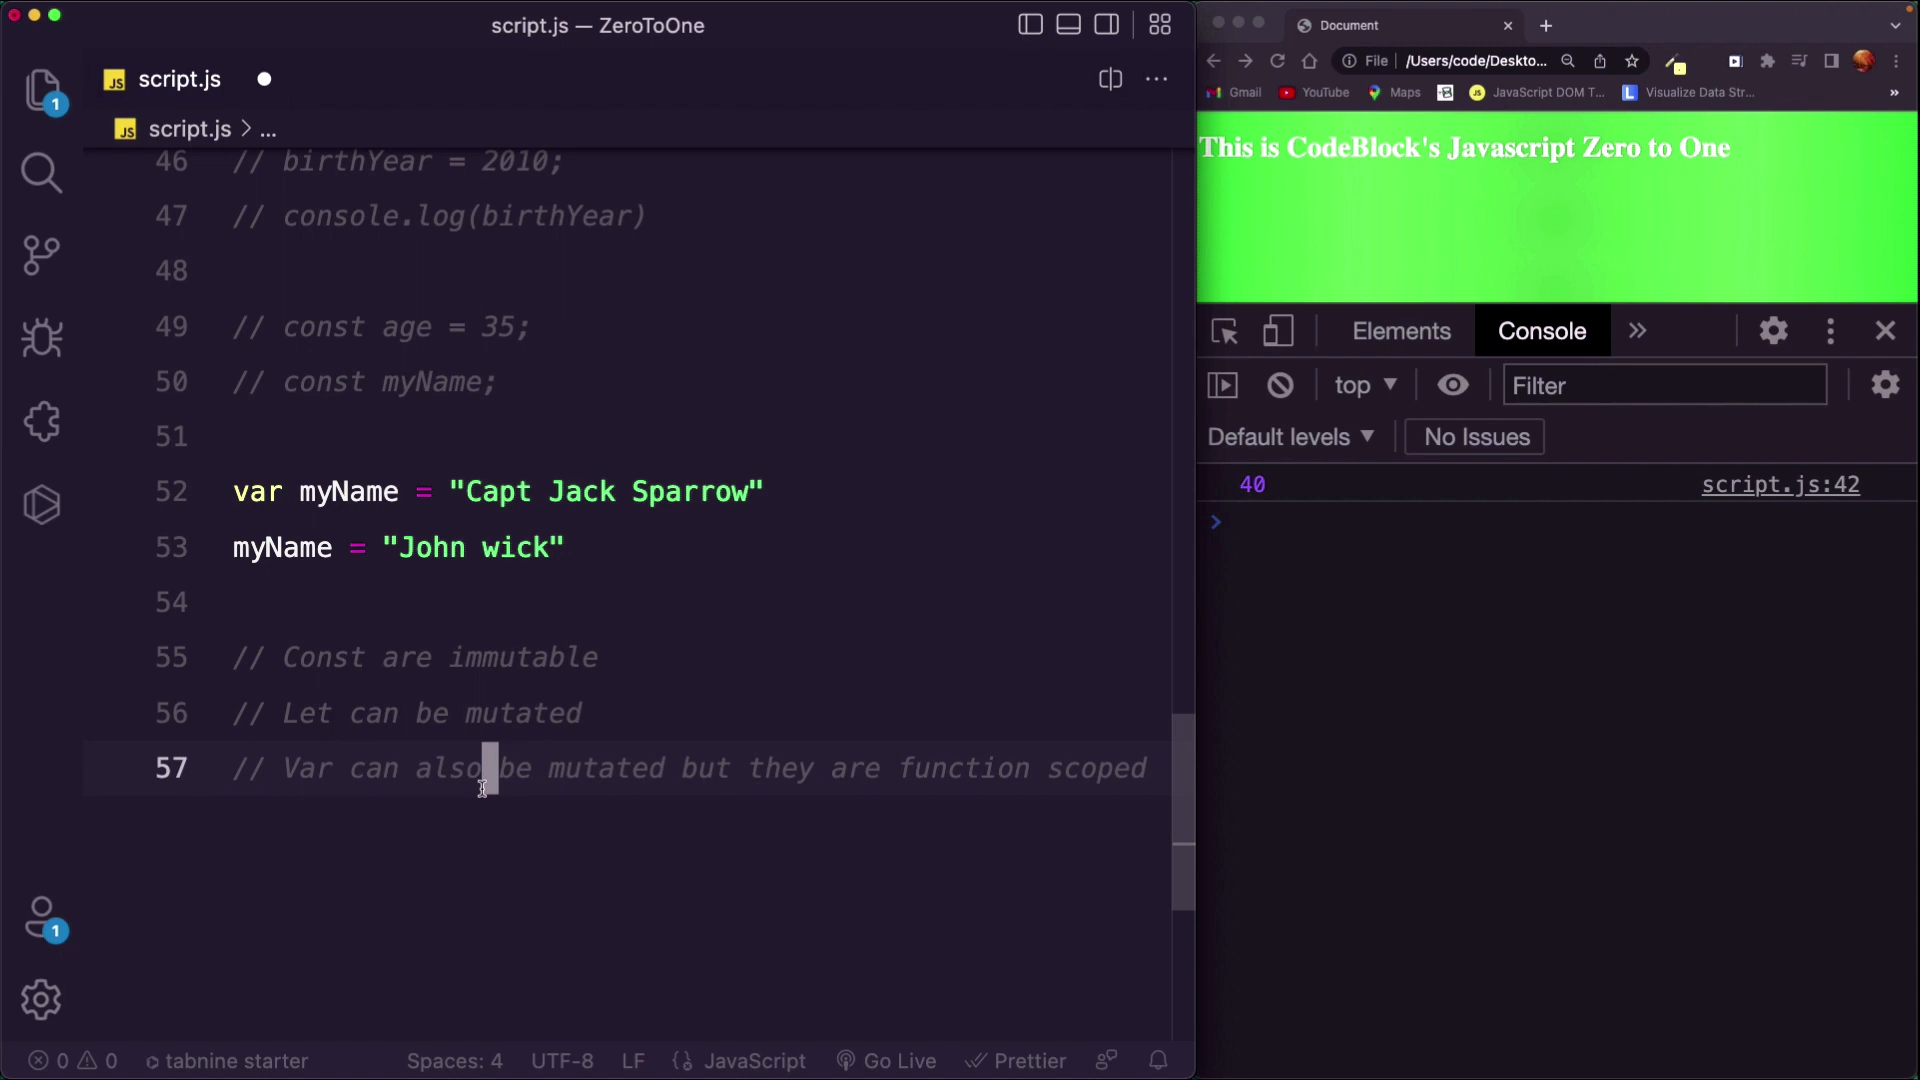 script.js — ZeroToOne
script.js
script.js > ...
46 // birthYear = 2010;
47 // console.log(birthYear)
48
49 // const age = 35;
50 // const myName;
51
52 var myName = "Capt Jack Sparrow"
53 myName = "John wick"
54
55 // Const are immutable
56 // Let can be mutated
57 // Var can also be mutated but they are function scoped
1
1
0 0 tabnine starter Spaces: 4 UTF-8 LF JavaScript Go Live Prettier
Document
File /Users/code/Deskto...
Gmail YouTube Maps JavaScript DOM T... Visualize Data Str... »
This is CodeBlock's Javascript Zero to One
Elements Console »
top Filter
Default levels No Issues
40 script.js:42
>